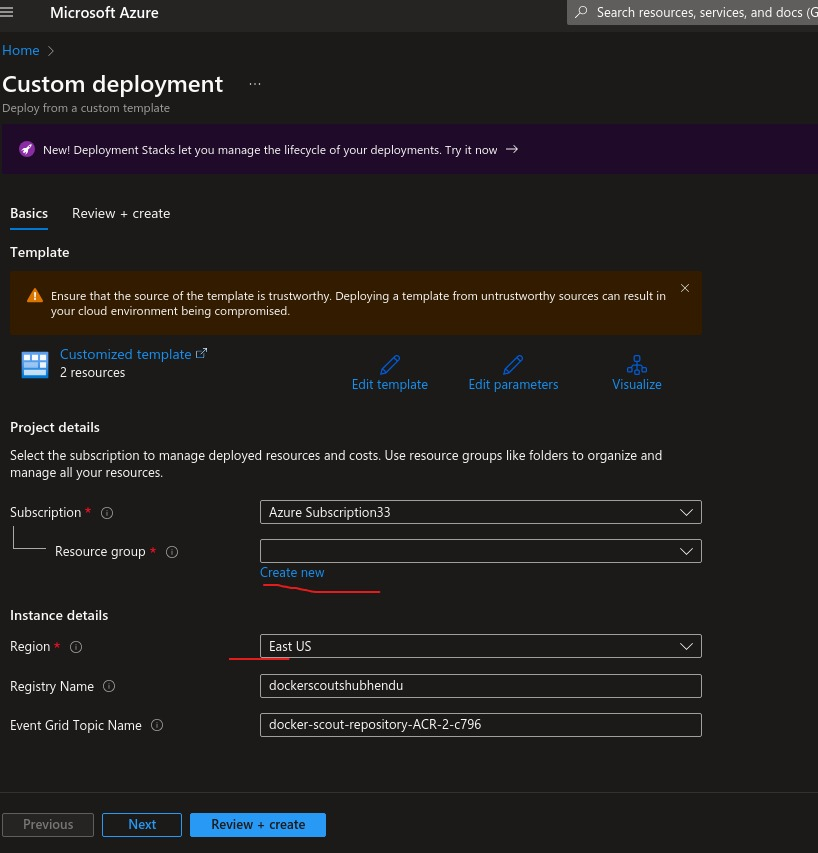 Microsoft Azure
Search resources, services, and docs (G
Home
Custom deployment ...
Deploy from a custom template
New! Deployment Stacks let you manage the lifecycle of your deployments. Try it now →
Basics Review + create
Template
Ensure that the source of the template is trustworthy. Deploying a template from untrustworthy sources can result in
your cloud environment being compromised.
Customized template
2 resources
Edit template Edit parameters Visualize
Project details
Select the subscription to manage deployed resources and costs. Use resource groups like folders to organize and
manage all your resources.
Subscription * Azure Subscription33
Resource group *
Create new
Instance details
Region * East US
Registry Name dockerscoutshubhendu
Event Grid Topic Name docker-scout-repository-ACR-2-c796
Previous Next Review + create